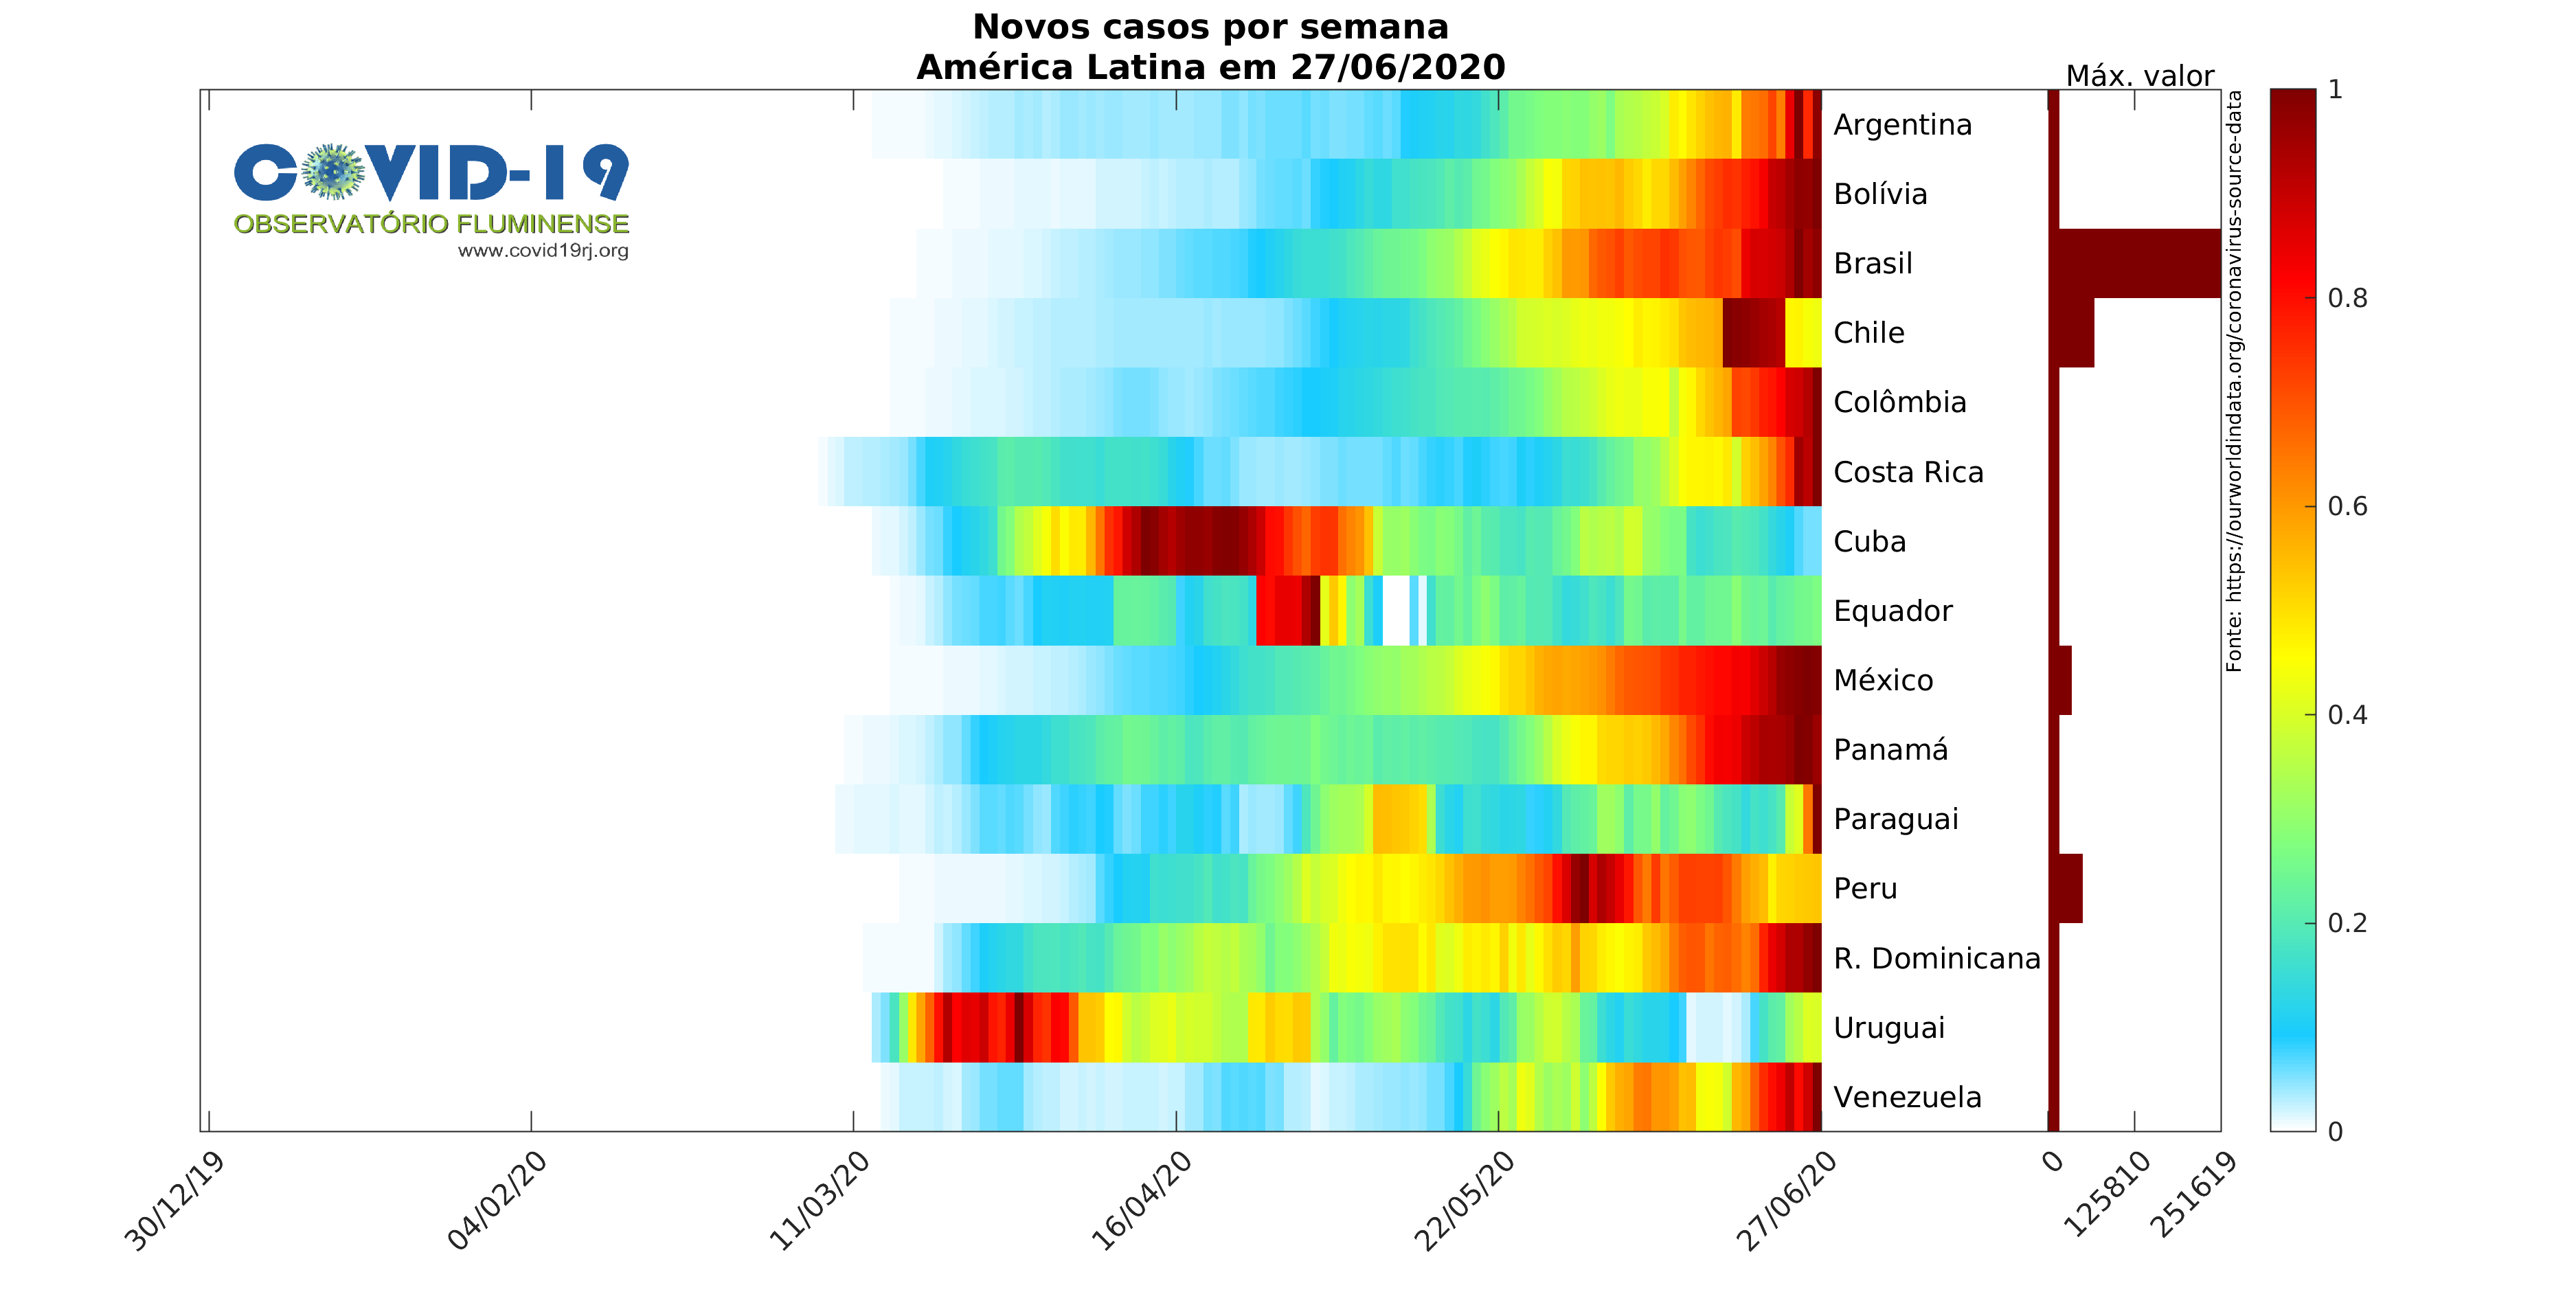 Novos casos por semana
América Latina em 27/06/2020
Máx. valor
COVID-19
OBSERVATÓRIO FLUMINENSE
www.covid19rj.org
Argentina
Bolívia
Brasil
Chile
Colômbia
Costa Rica
Cuba
Equador
México
Panamá
Paraguai
Peru
R. Dominicana
Uruguai
Venezuela
Fonte: https://ourworldindata.org/coronavirus-source-data
1
0.8
0.6
0.4
0.2
0
30/12/19
04/02/20
11/03/20
16/04/20
22/05/20
27/06/20
0
125810
251619